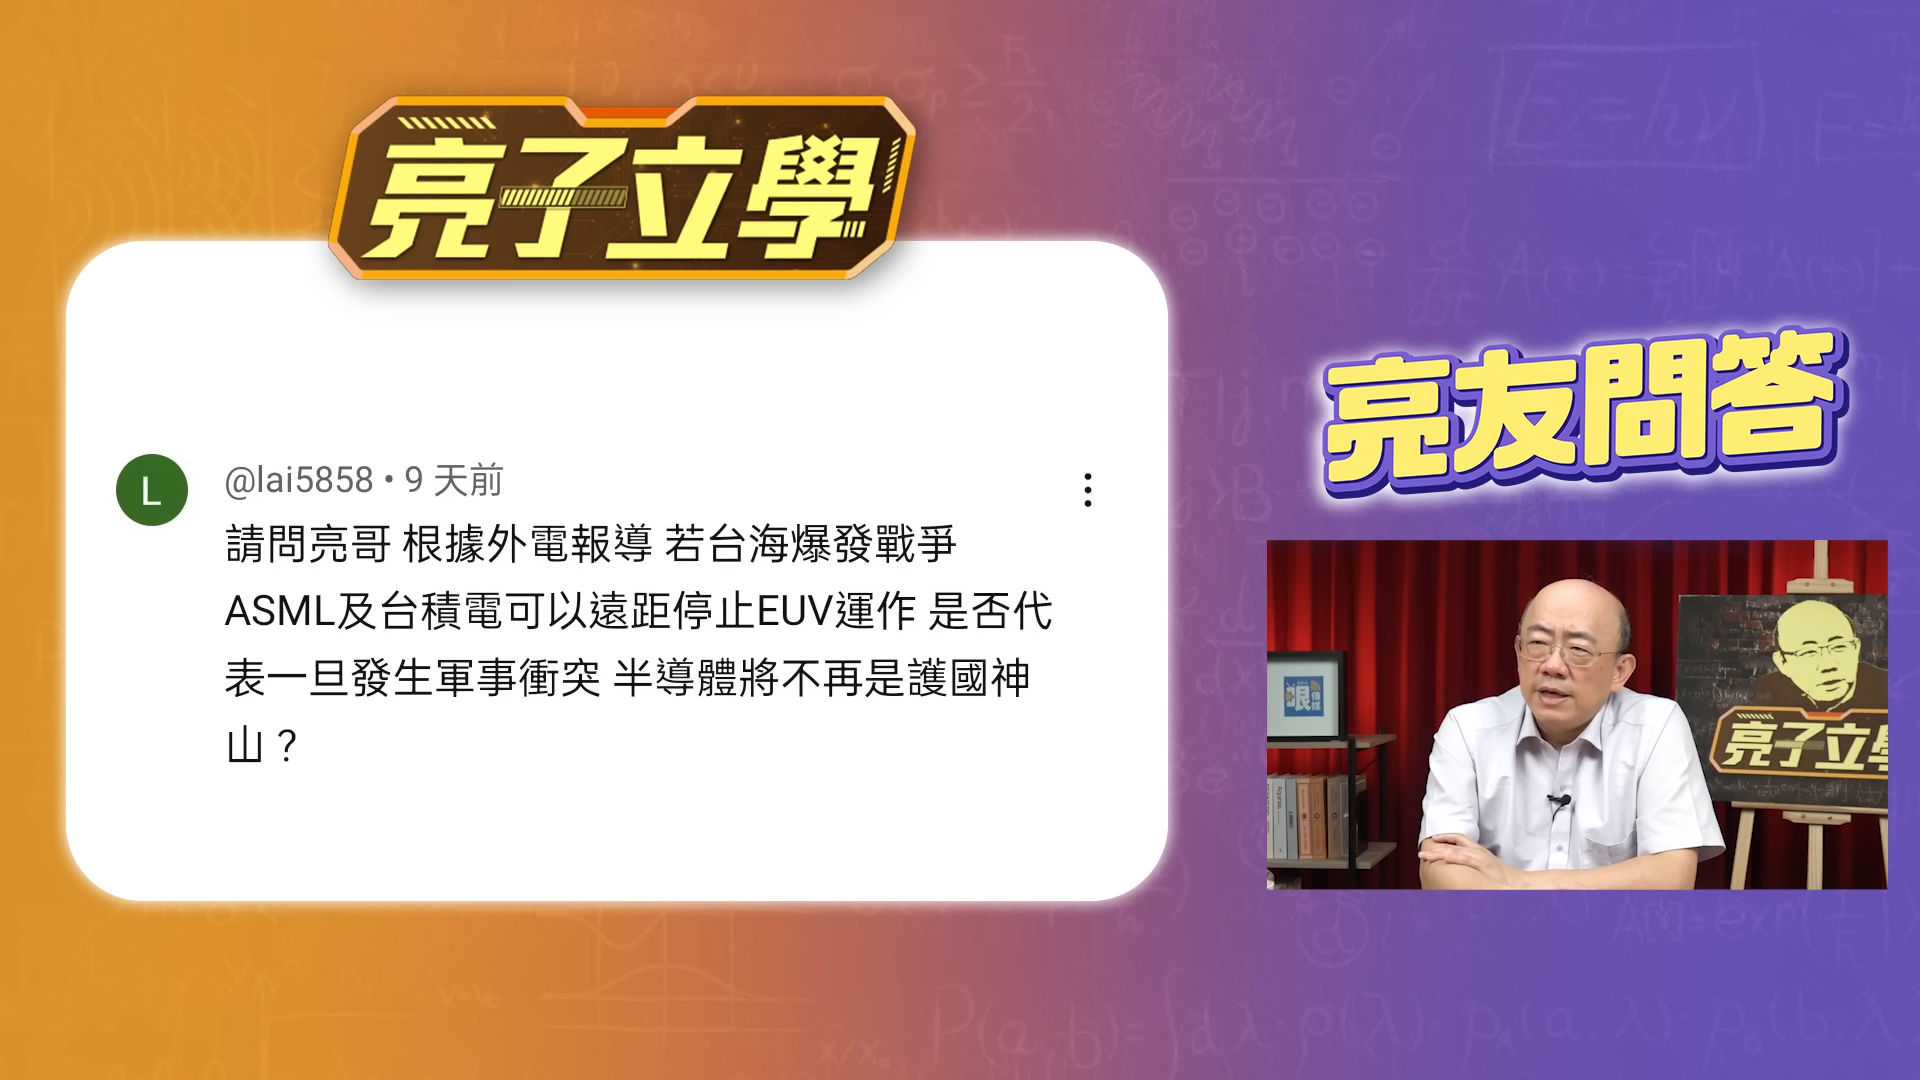 亮了立學
L
@lai5858 • 9 天前
請問亮哥 根據外電報導 若台海爆發戰爭
ASML及台積電可以遠距停止EUV運作 是否代
表一旦發生軍事衝突 半導體將不再是護國神
山？
亮友問答
亮了立學